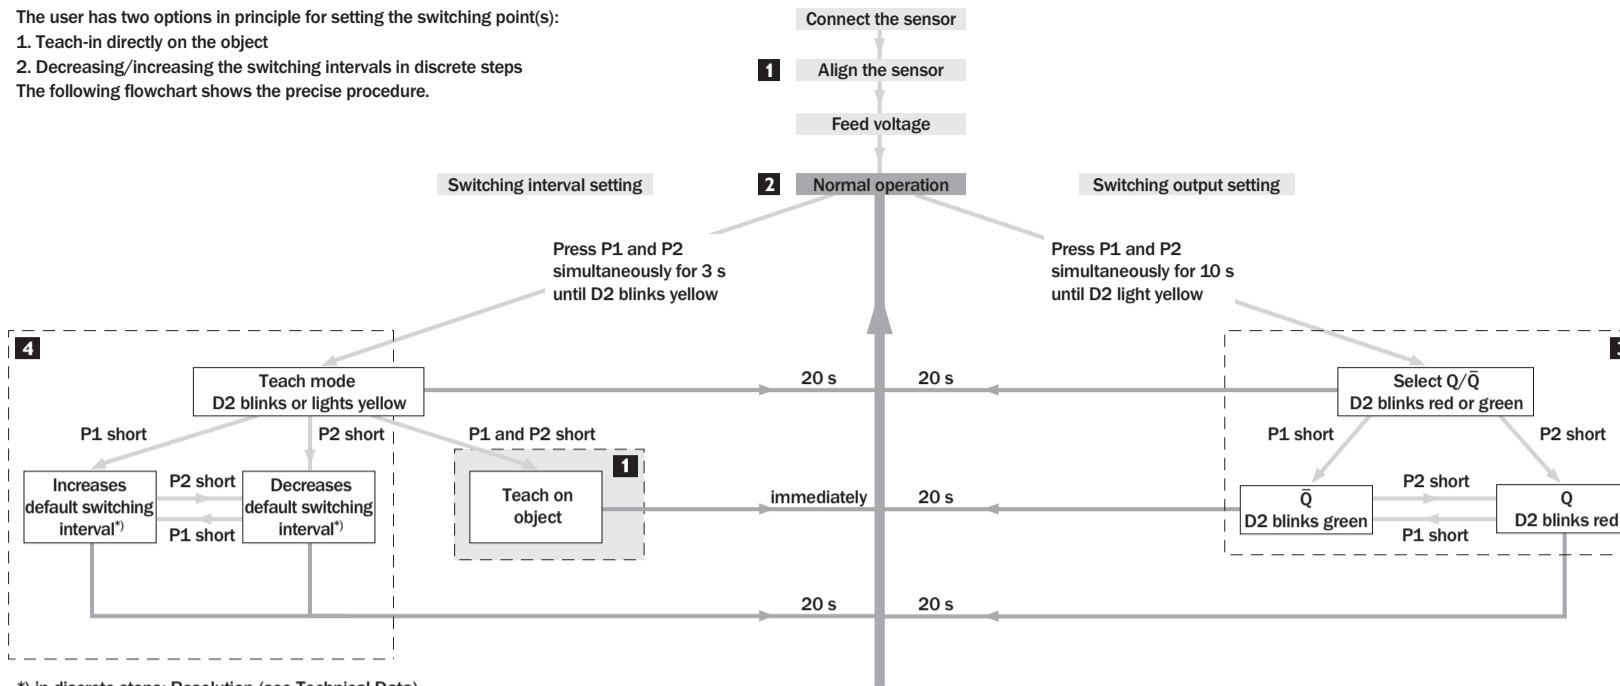 The user has two options in principle for setting the switching point(s):
1. Teach-in directly on the object
2. Decreasing/increasing the switching intervals in discrete steps
The following flowchart shows the precise procedure.
Connect the sensor
1 Align the sensor
Feed voltage
Switching interval setting
2 Normal operation
Switching output setting
Press P1 and P2
simultaneously for 3 s
until D2 blinks yellow
Press P1 and P2
simultaneously for 10 s
until D2 light yellow
4
Teach mode
D2 blinks or lights yellow
20 s
20 s
Select Q/Q̄
D2 blinks red or green
P1 short
P2 short
P1 and P2 short
P1 short
P2 short
Increases
default switching
interval*)
P2 short
P1 short
Decreases
default switching
interval*)
1
Teach on
object
immediately
20 s
Q̄
D2 blinks green
P2 short
P1 short
Q
D2 blinks red
20 s
20 s
*) in discrete steps: Resolution (see Technical Data)